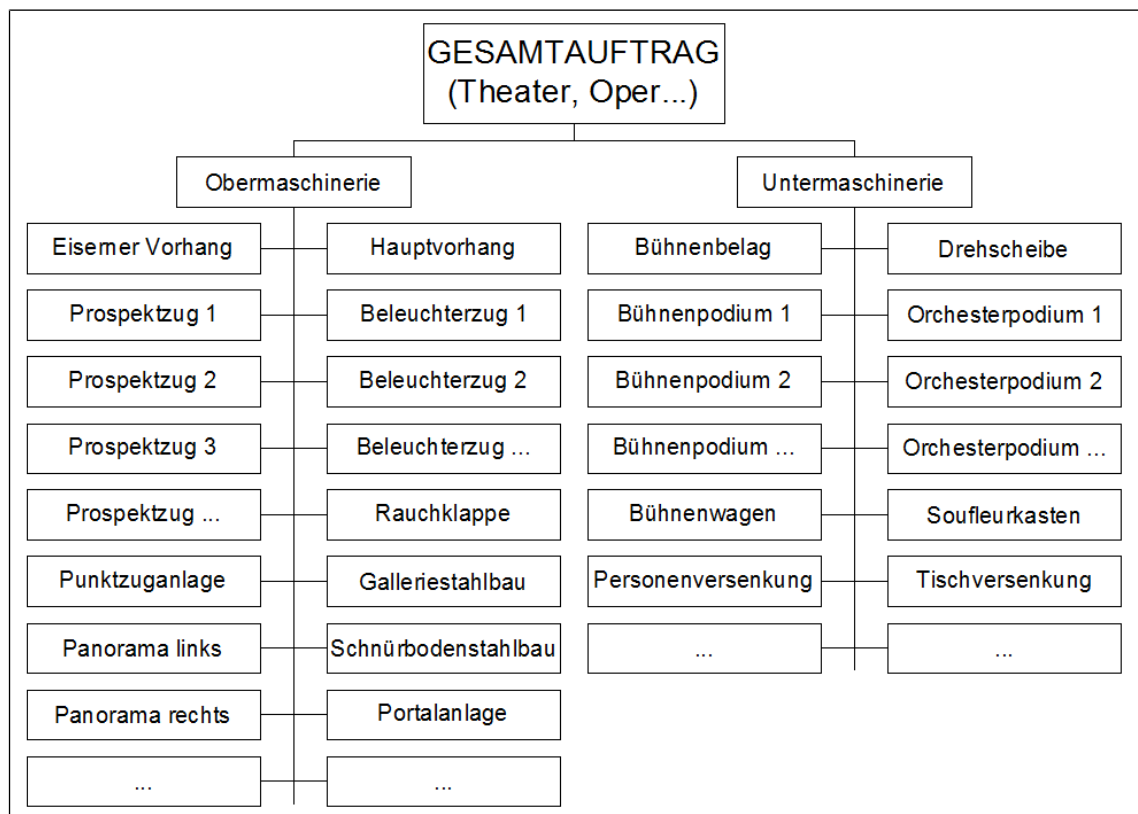 GESAMTAUFTRAG
(Theater, Oper...)
Obermaschinerie
Untermaschinerie
Eiserner Vorhang
Hauptvorhang
Bühnenbelag
Drehscheibe
Prospektzug 1
Beleuchterzug 1
Bühnenpodium 1
Orchesterpodium 1
Prospektzug 2
Beleuchterzug 2
Bühnenpodium 2
Orchesterpodium 2
Prospektzug 3
Beleuchterzug ...
Bühnenpodium ...
Orchesterpodium ...
Prospektzug ...
Rauchklappe
Bühnenwagen
Soufleurkasten
Punktzuganlage
Galleriestahlbau
Personenversenkung
Tischversenkung
Panorama links
Schnürbodenstahlbau
...
...
Panorama rechts
Portalanlage
...
...